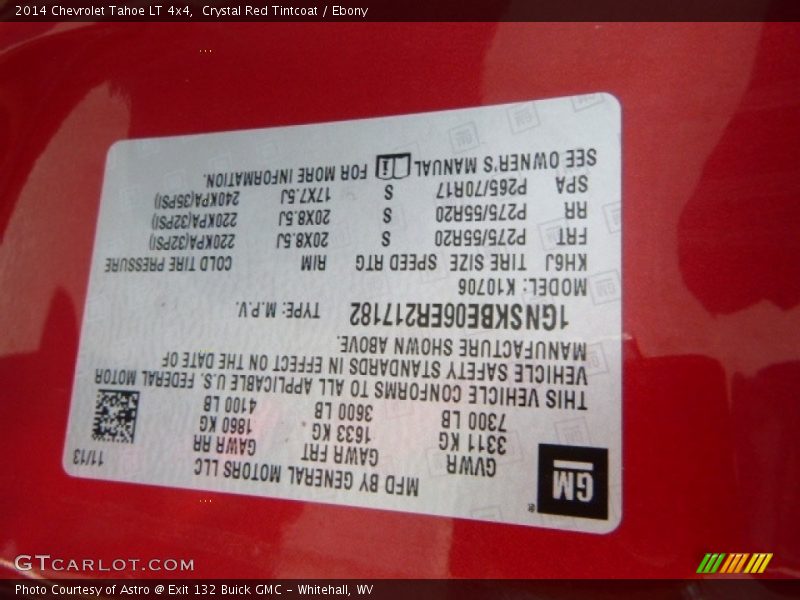 2014 Chevrolet Tahoe LT 4x4,  Crystal Red Tintcoat / Ebony
GM
®
MFD BY GENERAL MOTORS LLC
11/13
GVWR GAWR FRT GAWR RR
3311 KG 1633 KG 1860 KG
7300 LB 3600 LB 4100 LB
THIS VEHICLE CONFORMS TO ALL APPLICABLE U.S. FEDERAL MOTOR
VEHICLE SAFETY STANDARDS IN EFFECT ON THE DATE OF
MANUFACTURE SHOWN ABOVE.
1GNSKBE06ER217182 TYPE: M.P.V.
MODEL: K10706
KH6J TIRE SIZE SPEED RTG RIM COLD TIRE PRESSURE
FRT P275/55R20 S 20X8.5J 220KPA(32PSI)
RR P275/55R20 S 20X8.5J 220KPA(32PSI)
SPA P265/70R17 S 17X7.5J 240KPA(35PSI)
SEE OWNER'S MANUAL FOR MORE INFORMATION.
GTCARLOT.COM
Photo Courtesy of Astro @ Exit 132 Buick GMC – Whitehall, WV